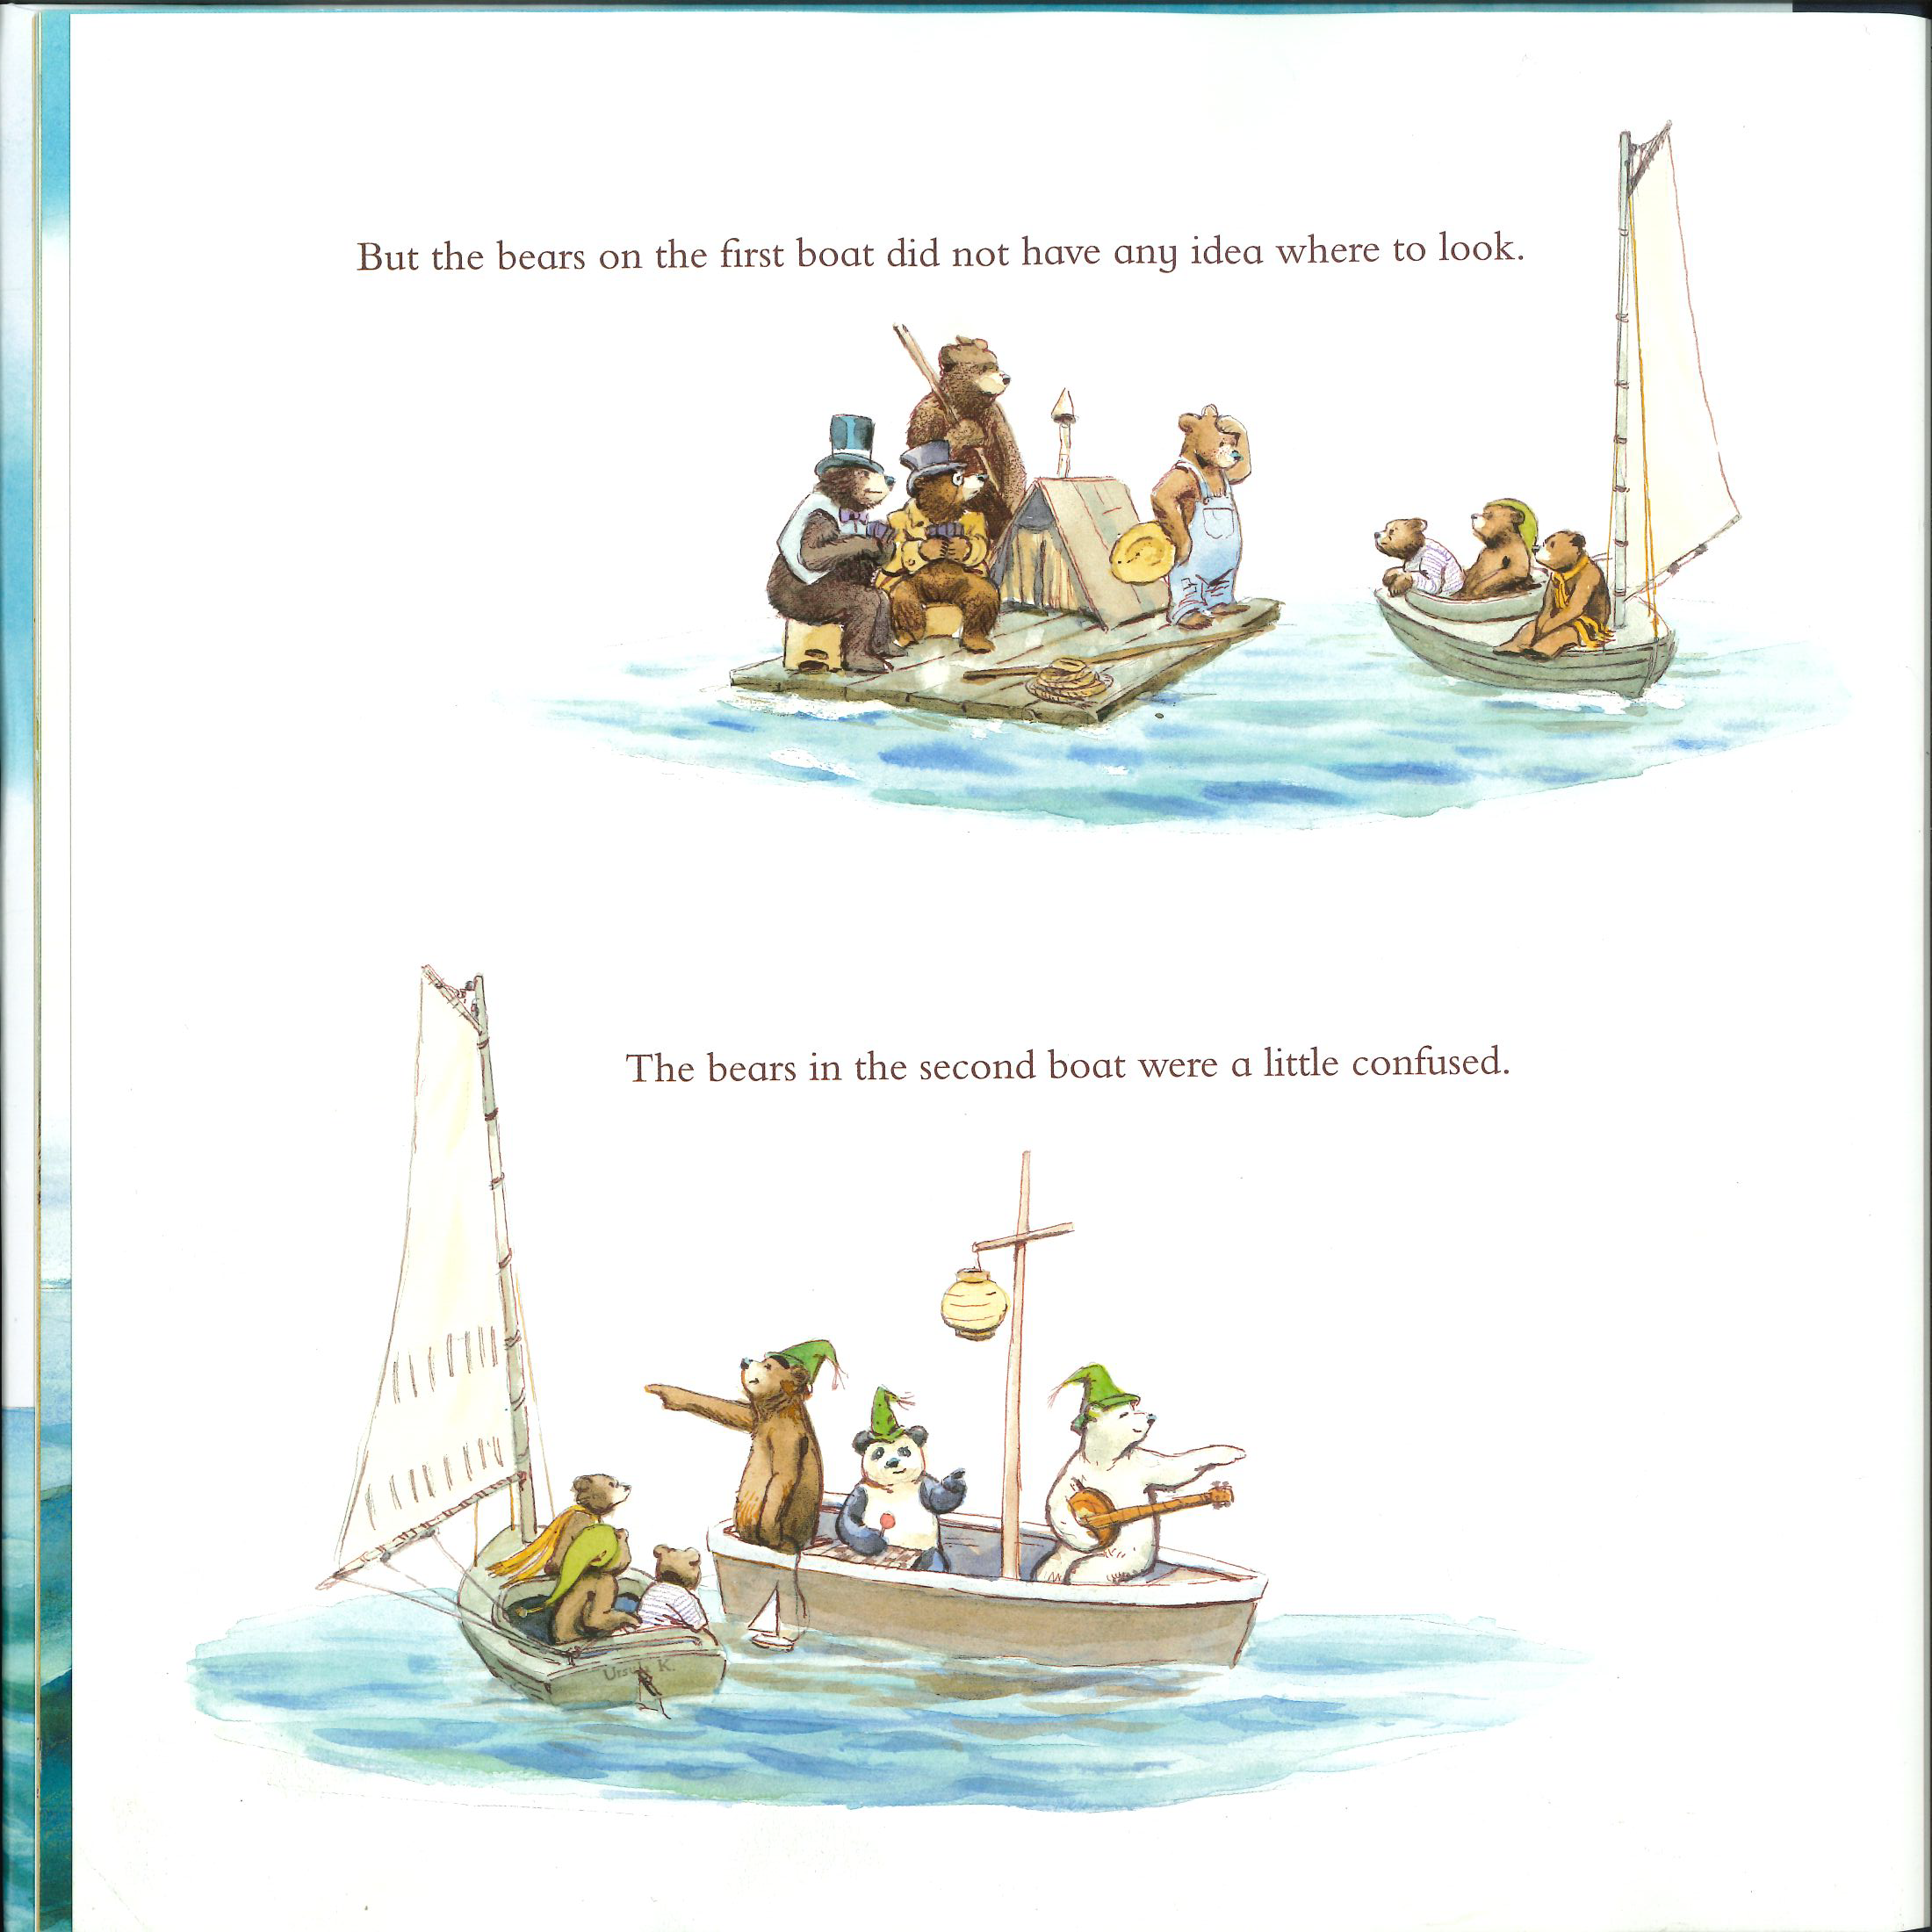 But the bears on the first boat did not have any idea where to look.
The bears in the second boat were a little confused.
K.